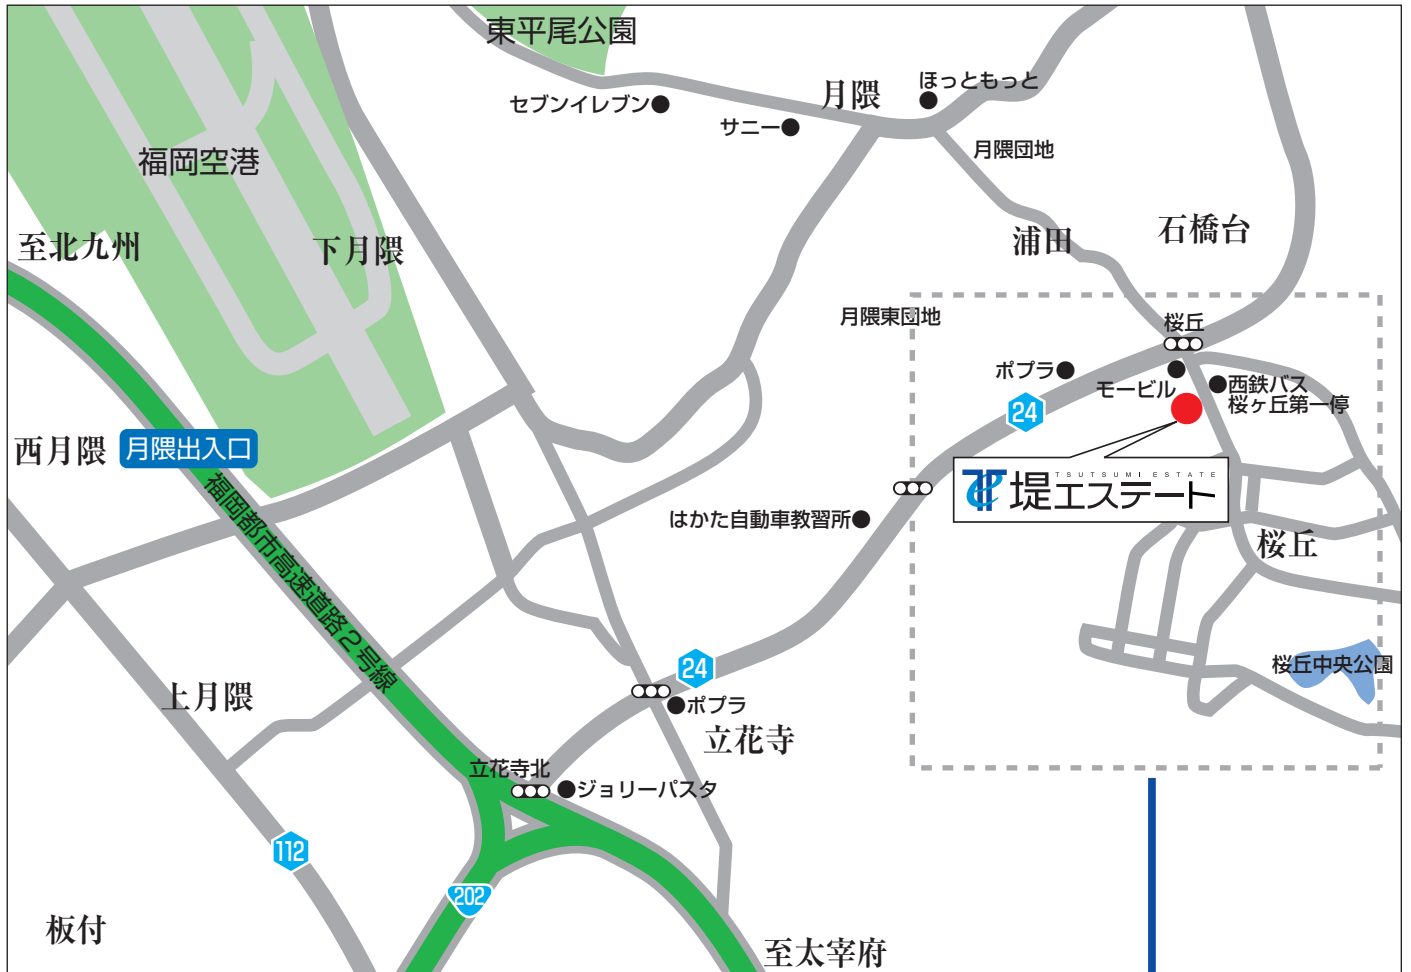 東平尾公園
ほっともっと
月隈
セブンイレブン
サニー
月隈団地
福岡空港
石橋台
浦田
至北九州
下月隈
月隈東団地
桜丘
ポプラ
モービル
西鉄バス
桜ヶ丘第一停
24
西月隈
月隈出入口
TSUTSUMI ESTATE
堤エステート
はかた自動車教習所
桜丘
福岡都市高速道路2号線
24
桜丘中央公園
上月隈
ポプラ
立花寺
立花寺北
ジョリーパスタ
112
202
板付
至太宰府